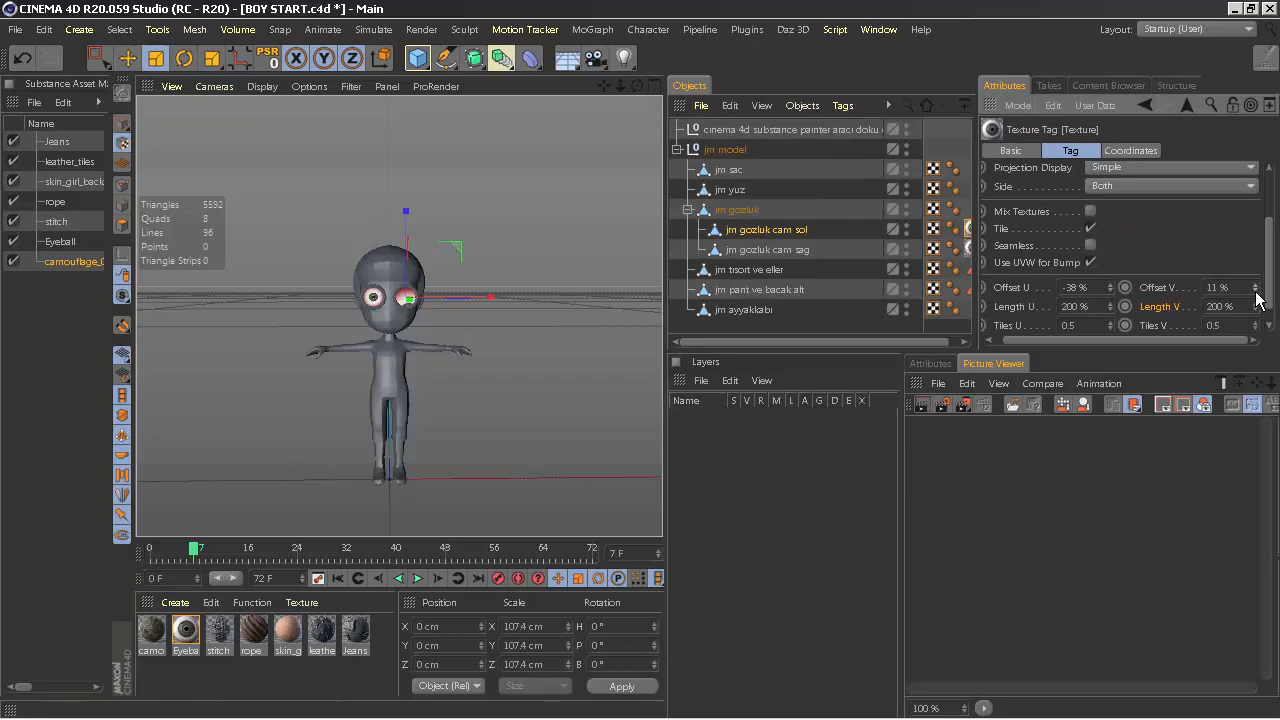 CINEMA 4D R20.059 Studio (RC - R20) - [BOY START.c4d *] - Main
File Edit Create Select Tools Mesh Volume Snap Animate Simulate Render Sculpt Motion Tracker MoGraph Character Pipeline Plugins Daz 3D Script Window Help Layout: Startup (User)
PSR
0
X Y Z
Substance Asset Ma
File Edit
Name
Jeans
leather_tiles
skin_girl_back
rope
stitch
Eyeball
camouflage_0
View Cameras Display Options Filter Panel ProRender
Triangles 5592
Quads 8
Lines 96
Points 0
Triangle Strips 0
Objects
File Edit View Objects Tags
cinema 4d substance painter aracı doku
jm model
jm sac
jm yuz
jm gozluk
jm gozluk cam sol
jm gozluk cam sag
jm tısort ve eller
jm pant ve bacak alt
jm ayyakkabı
Attributes Takes Content Browser Structure
Mode Edit User Data
Texture Tag [Texture]
Basic Tag Coordinates
Projection Display Simple
Side Both
Mix Textures
Tile
Seamless
Use UVW for Bump
Offset U -38 % Offset V 11 %
Length U 200 % Length V 200 %
Tiles U 0.5 Tiles V 0.5
Layers
File Edit View
Name S V R M L A G D E X
Attributes Picture Viewer
File Edit View Compare Animation
100 %
0 7 16 24 32 40 48 56 64 72 7 F
0 F 72 F
Create Edit Function Texture
camo Eyeba stitch rope skin_g leathe Jeans
Position Scale Rotation
X 0 cm X 107.4 cm H 0 °
Y 0 cm Y 107.4 cm P 0 °
Z 0 cm Z 107.4 cm B 0 °
Object (Rel) Size Apply
MAXON
CINEMA 4D